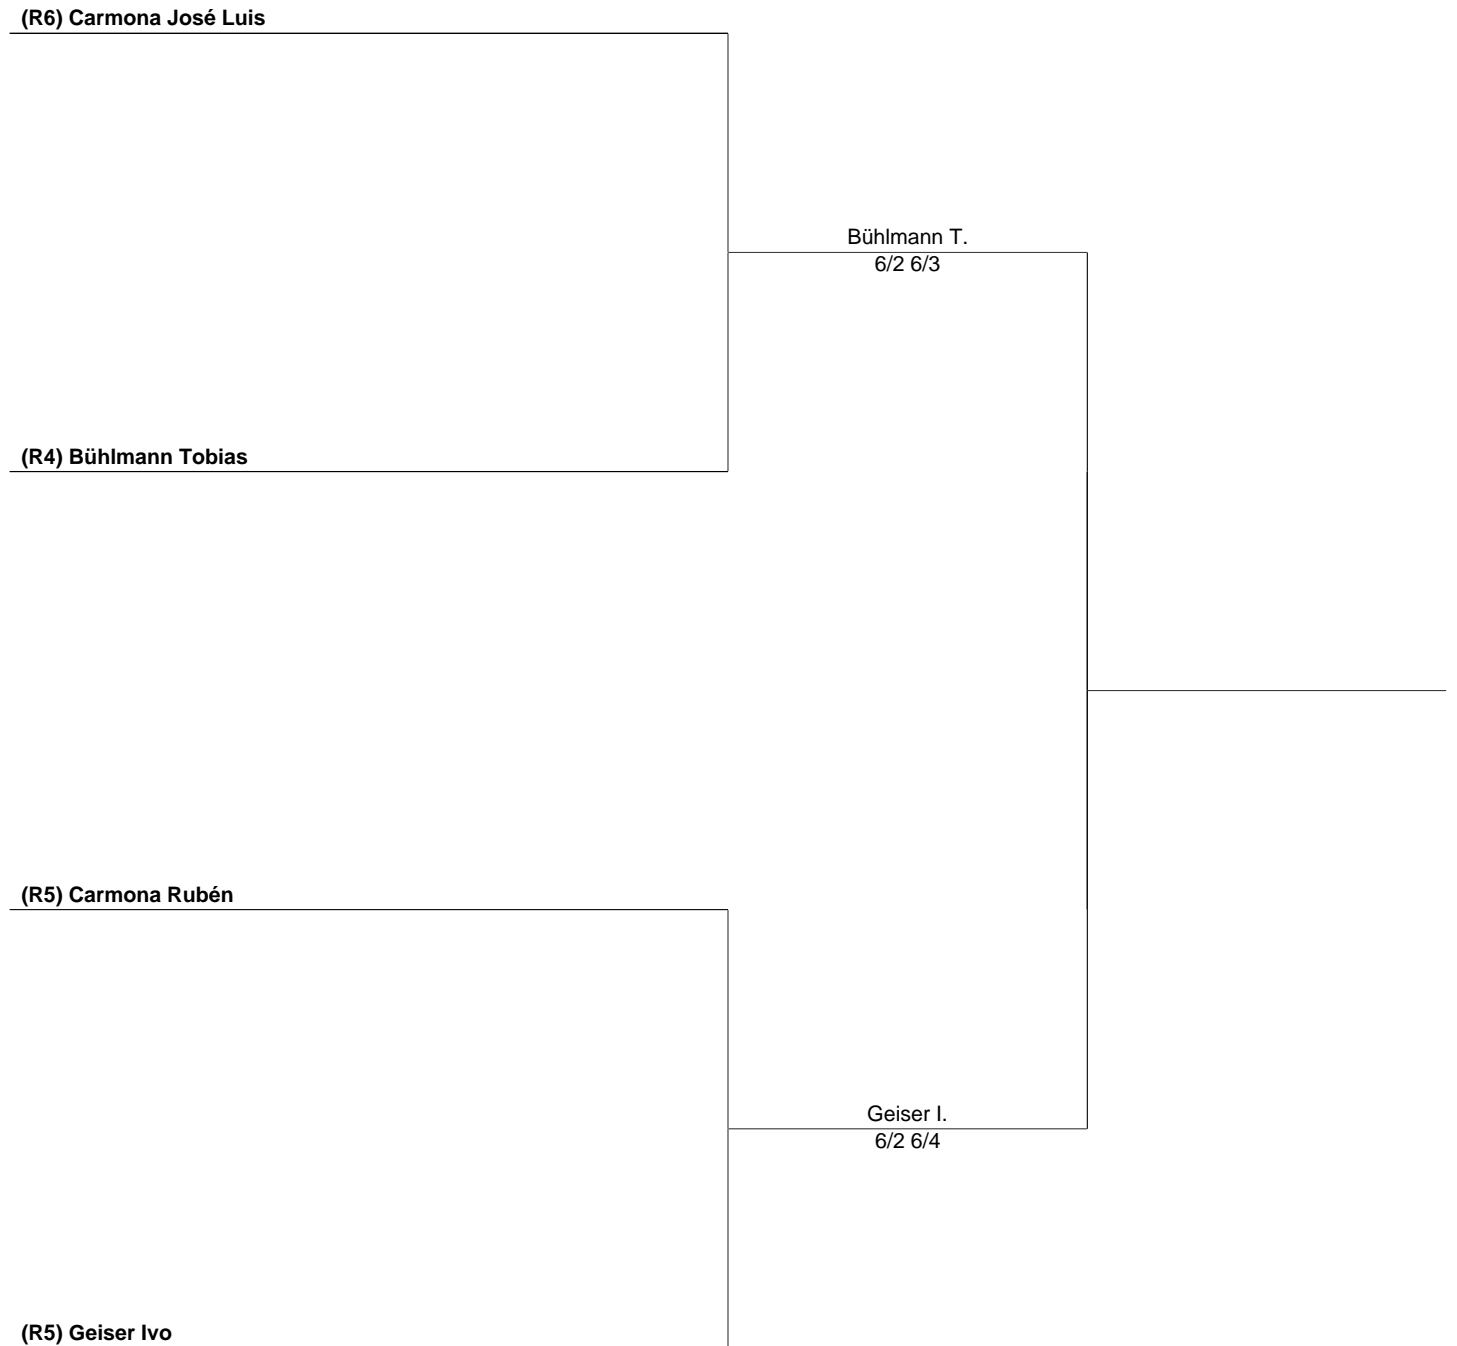 (R6) Carmona José Luis
Bühlmann T.
6/2 6/3
(R4) Bühlmann Tobias
(R5) Carmona Rubén
Geiser I.
6/2 6/4
(R5) Geiser Ivo